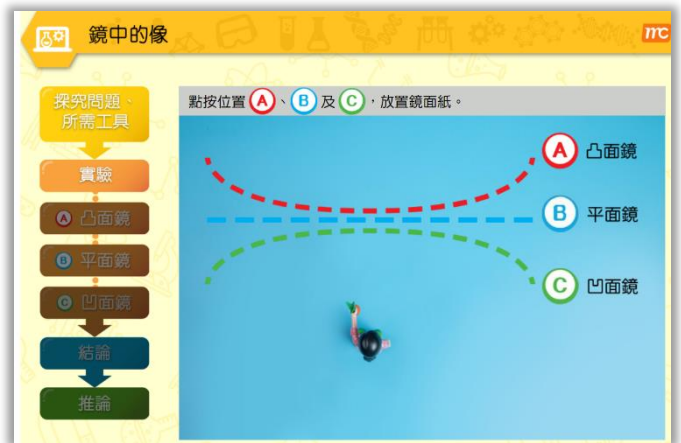 鏡中的像
mc
探究問題、
所需工具
實驗
A 凸面鏡
B 平面鏡
C 凹面鏡
結論
推論
點按位置 A、B 及 C，放置鏡面紙。
A 凸面鏡
B 平面鏡
C 凹面鏡